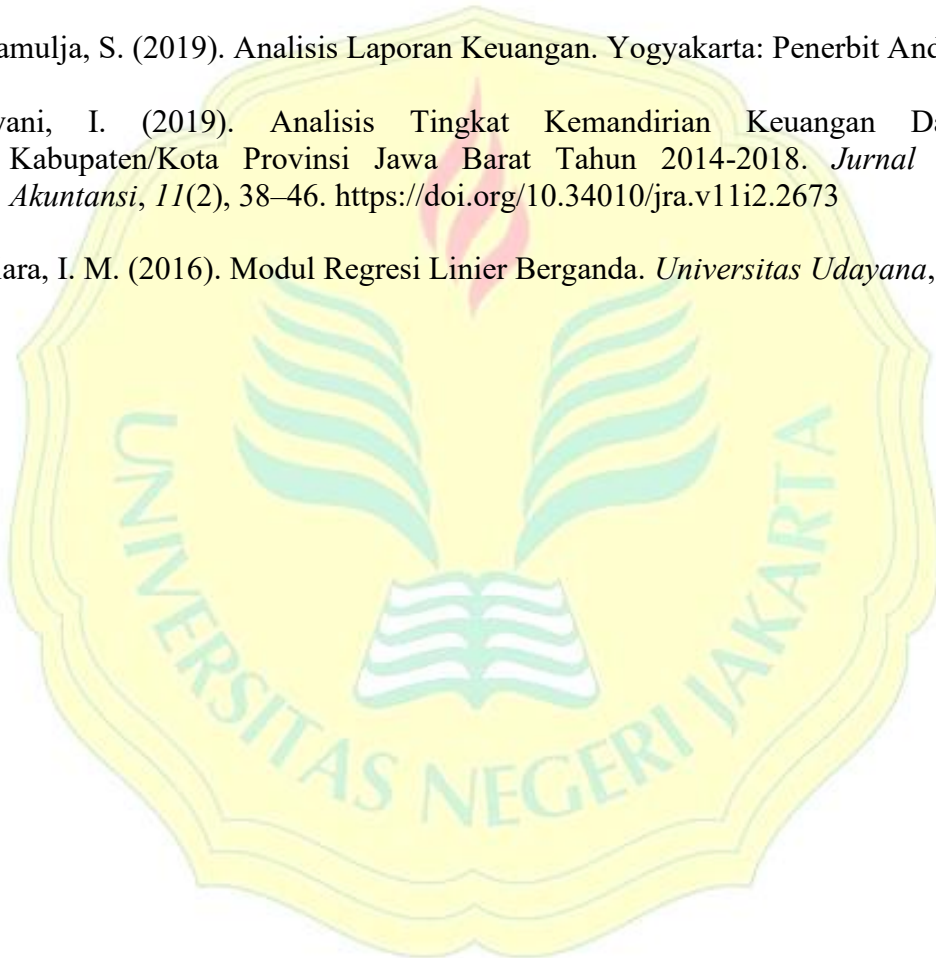 amulja, S. (2019). Analisis Laporan Keuangan. Yogyakarta: Penerbit And
vani, I. (2019). Analisis Tingkat Kemandirian Keuangan Da
Kabupaten/Kota Provinsi Jawa Barat Tahun 2014-2018. Jurnal
Akuntansi, 11(2), 38–46. https://doi.org/10.34010/jra.v11i2.2673
ara, I. M. (2016). Modul Regresi Linier Berganda. Universitas Udayana,
UNIVERSITAS NEGERI JAKARTA